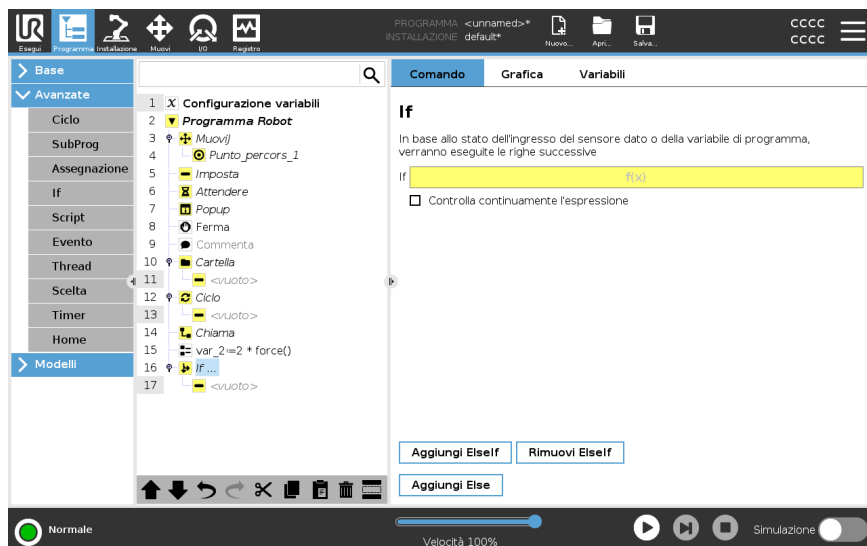 UR
PROGRAMMA <unnamed>*
INSTALLAZIONE default*
CCCC
CCCC
Esegui Programma Installazione Muovi I/O Registro Nuovo... Apri... Salva...
Base
Avanzate
Ciclo
SubProg
Assegnazione
If
Script
Evento
Thread
Scelta
Timer
Home
Modelli
1 X Configurazione variabili
2 Programma Robot
3 MuoviJ
4 Punto_percors_1
5 Imposta
6 Attendere
7 Popup
8 Ferma
9 Commenta
10 Cartella
11 <vuoto>
12 Ciclo
13 <vuoto>
14 Chiama
15 var_2:=2 * force()
16 If ...
17 <vuoto>
Comando Grafica Variabili
If
In base allo stato dell'ingresso del sensore dato o della variabile di programma,
verranno eseguite le righe successive
If f(x)
Controlla continuamente l'espressione
Aggiungi ElseIf Rimuovi ElseIf
Aggiungi Else
Normale
Velocità 100%
Simulazione